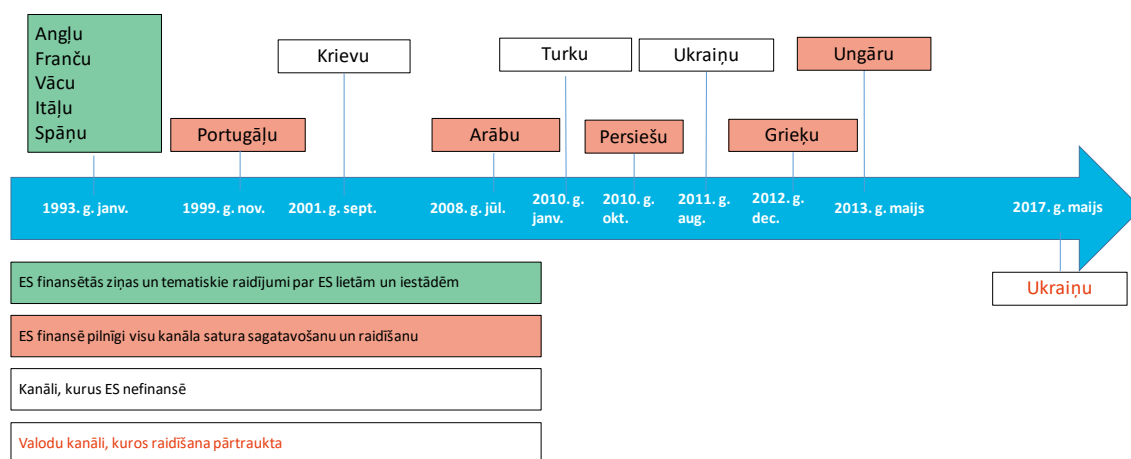 Angļu
Franču
Vācu
Itāļu
Spāņu
Krievu
Turku
Ukraiņu
Ungāru
Portugāļu
Arābu
Persiešu
Grieķu
1993. g. janv.
1999. g. nov.
2001. g. sept.
2008. g. jūl.
2010. g.
janv.
2010. g.
okt.
2011. g.
aug.
2012. g.
dec.
2013. g. maijs
2017. g. maijs
Ukraiņu
ES finansētās ziņas un tematiskie raidījumi par ES lietām un iestādēm
ES finansē pilnīgi visu kanāla satura sagatavošanu un raidīšanu
Kanāli, kurus ES nefinansē
Valodu kanāli, kuros raidīšana pārtraukta